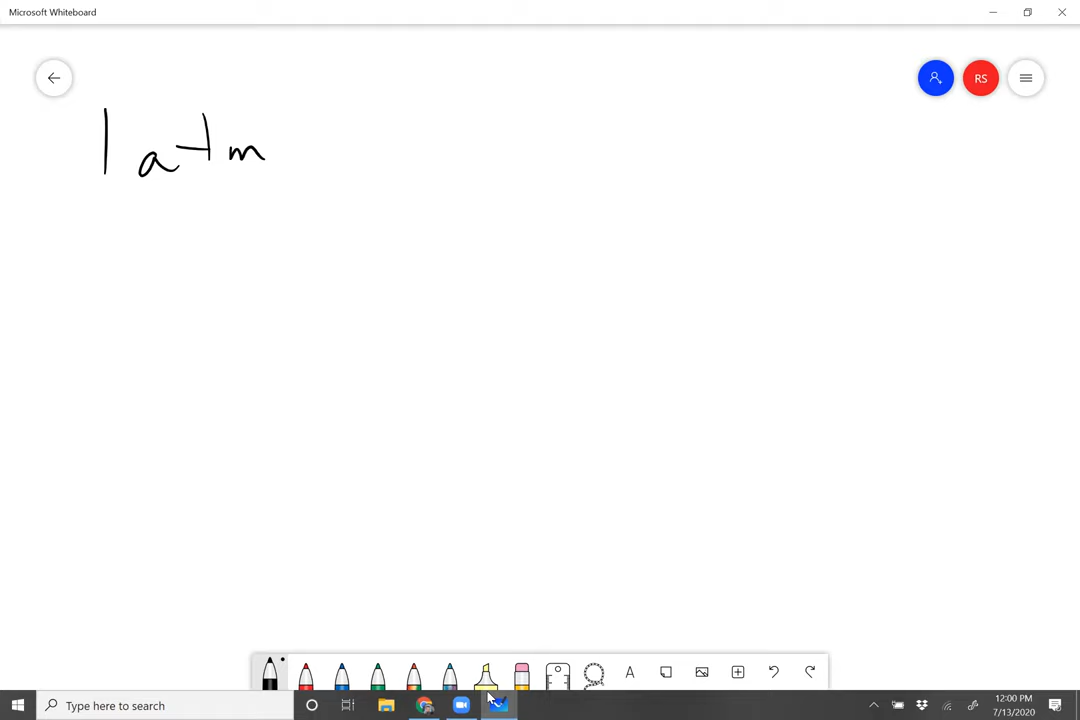 Microsoft Whiteboard
RS
1 atm
A
Type here to search
12:00 PM
7/13/2020